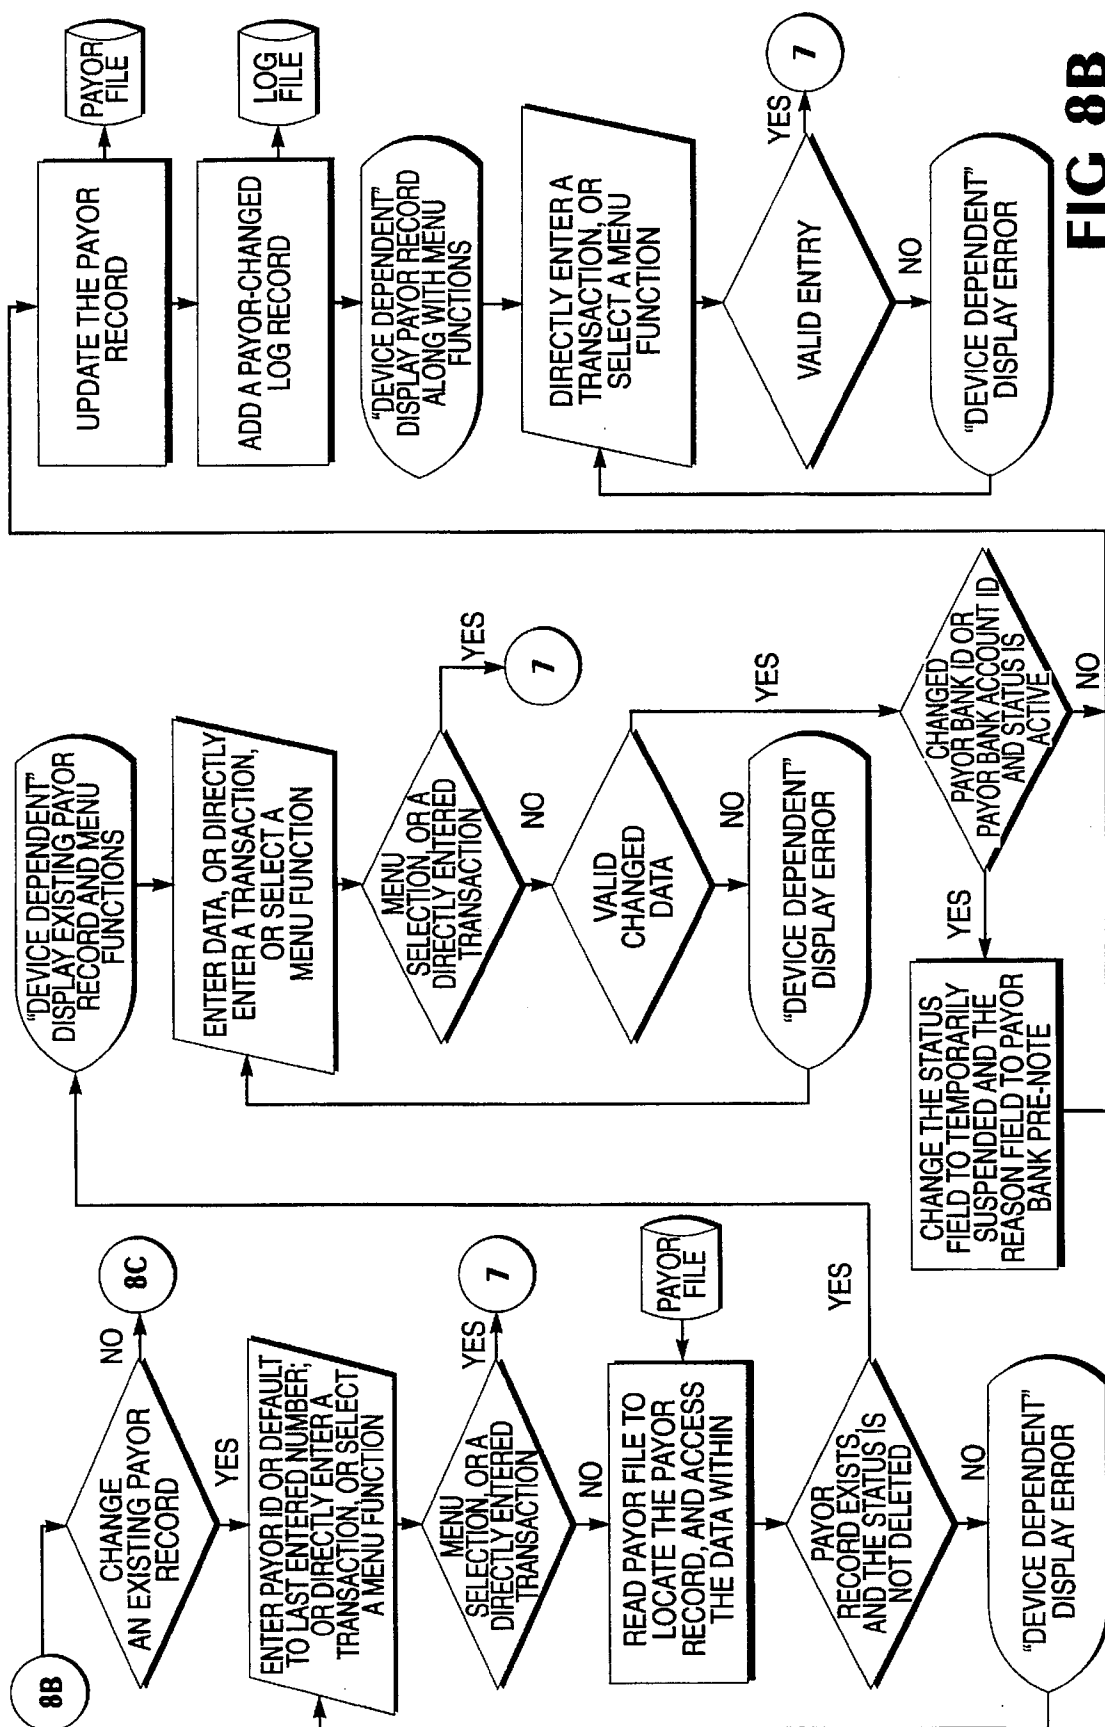 8B
CHANGE
AN EXISTING PAYOR
RECORD
NO
8C
YES
ENTER PAYOR ID OR DEFAULT
TO LAST ENTERED NUMBER;
OR DIRECTLY ENTER A
TRANSACTION, OR SELECT
A MENU FUNCTION
MENU
SELECTION, OR A
DIRECTLY ENTERED
TRANSACTION
YES
7
NO
READ PAYOR FILE TO
LOCATE THE PAYOR
RECORD, AND ACCESS
THE DATA WITHIN
PAYOR
FILE
PAYOR
RECORD EXISTS,
AND THE STATUS IS
NOT DELETED
YES
NO
"DEVICE DEPENDENT"
DISPLAY ERROR
"DEVICE DEPENDENT"
DISPLAY EXISTING PAYOR
RECORD AND MENU
FUNCTIONS
ENTER DATA, OR DIRECTLY
ENTER A TRANSACTION,
OR SELECT A
MENU FUNCTION
MENU
SELECTION, OR A
DIRECTLY ENTERED
TRANSACTION
YES
7
NO
VALID
CHANGED
DATA
YES
NO
"DEVICE DEPENDENT"
DISPLAY ERROR
CHANGED
PAYOR BANK ID OR
PAYOR BANK ACCOUNT ID
AND STATUS IS
ACTIVE
YES
NO
CHANGE THE STATUS
FIELD TO TEMPORARILY
SUSPENDED AND THE
REASON FIELD TO PAYOR
BANK PRE-NOTE
UPDATE THE PAYOR
RECORD
PAYOR
FILE
ADD A PAYOR-CHANGED
LOG RECORD
LOG
FILE
"DEVICE DEPENDENT"
DISPLAY PAYOR RECORD
ALONG WITH MENU
FUNCTIONS
DIRECTLY ENTER A
TRANSACTION, OR
SELECT A MENU
FUNCTION
VALID ENTRY
YES
7
NO
"DEVICE DEPENDENT"
DISPLAY ERROR
FIG 8B